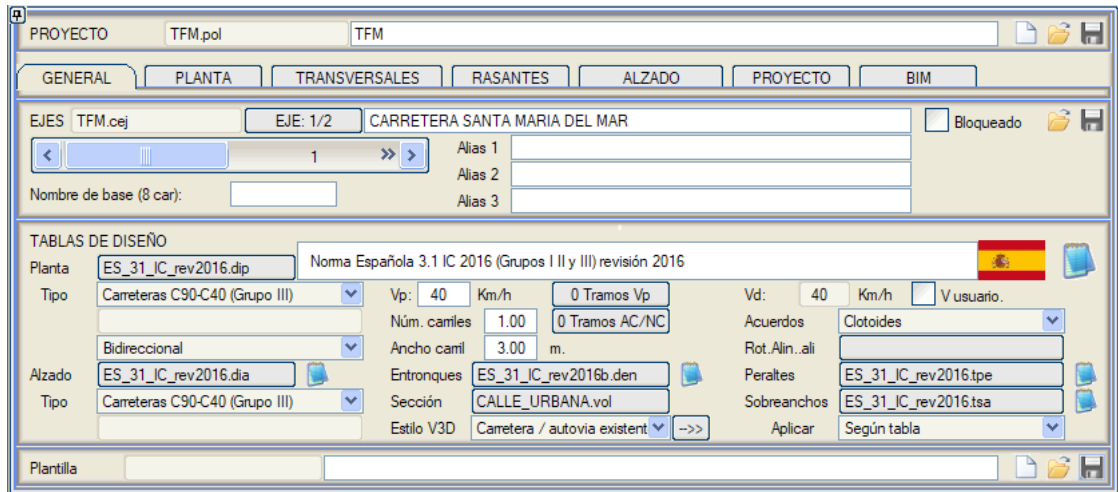 PROYECTO TFM.pol TFM
GENERAL PLANTA TRANSVERSALES RASANTES ALZADO PROYECTO BIM
EJES TFM.cej EJE: 1/2 CARRETERA SANTA MARIA DEL MAR Bloqueado
< 1 >> > Alias 1
Alias 2
Nombre de base (8 car): Alias 3
TABLAS DE DISEÑO
Planta ES_31_IC_rev2016.dip Norma Española 3.1 IC 2016 (Grupos I II y III) revisión 2016
Tipo Carreteras C90-C40 (Grupo III) Vp: 40 Km/h 0 Tramos Vp Vd: 40 Km/h V usuario.
Núm. carriles 1.00 0 Tramos AC/NC Acuerdos Clotoides
Bidireccional Ancho carril 3.00 m. Rot.Alin..ali
Alzado ES_31_IC_rev2016.dia Entronques ES_31_IC_rev2016b.den Peraltes ES_31_IC_rev2016.tpe
Tipo Carreteras C90-C40 (Grupo III) Sección CALLE_URBANA.vol Sobreanchos ES_31_IC_rev2016.tsa
Estilo V3D Carretera / autovia existent -->> Aplicar Según tabla
Plantilla